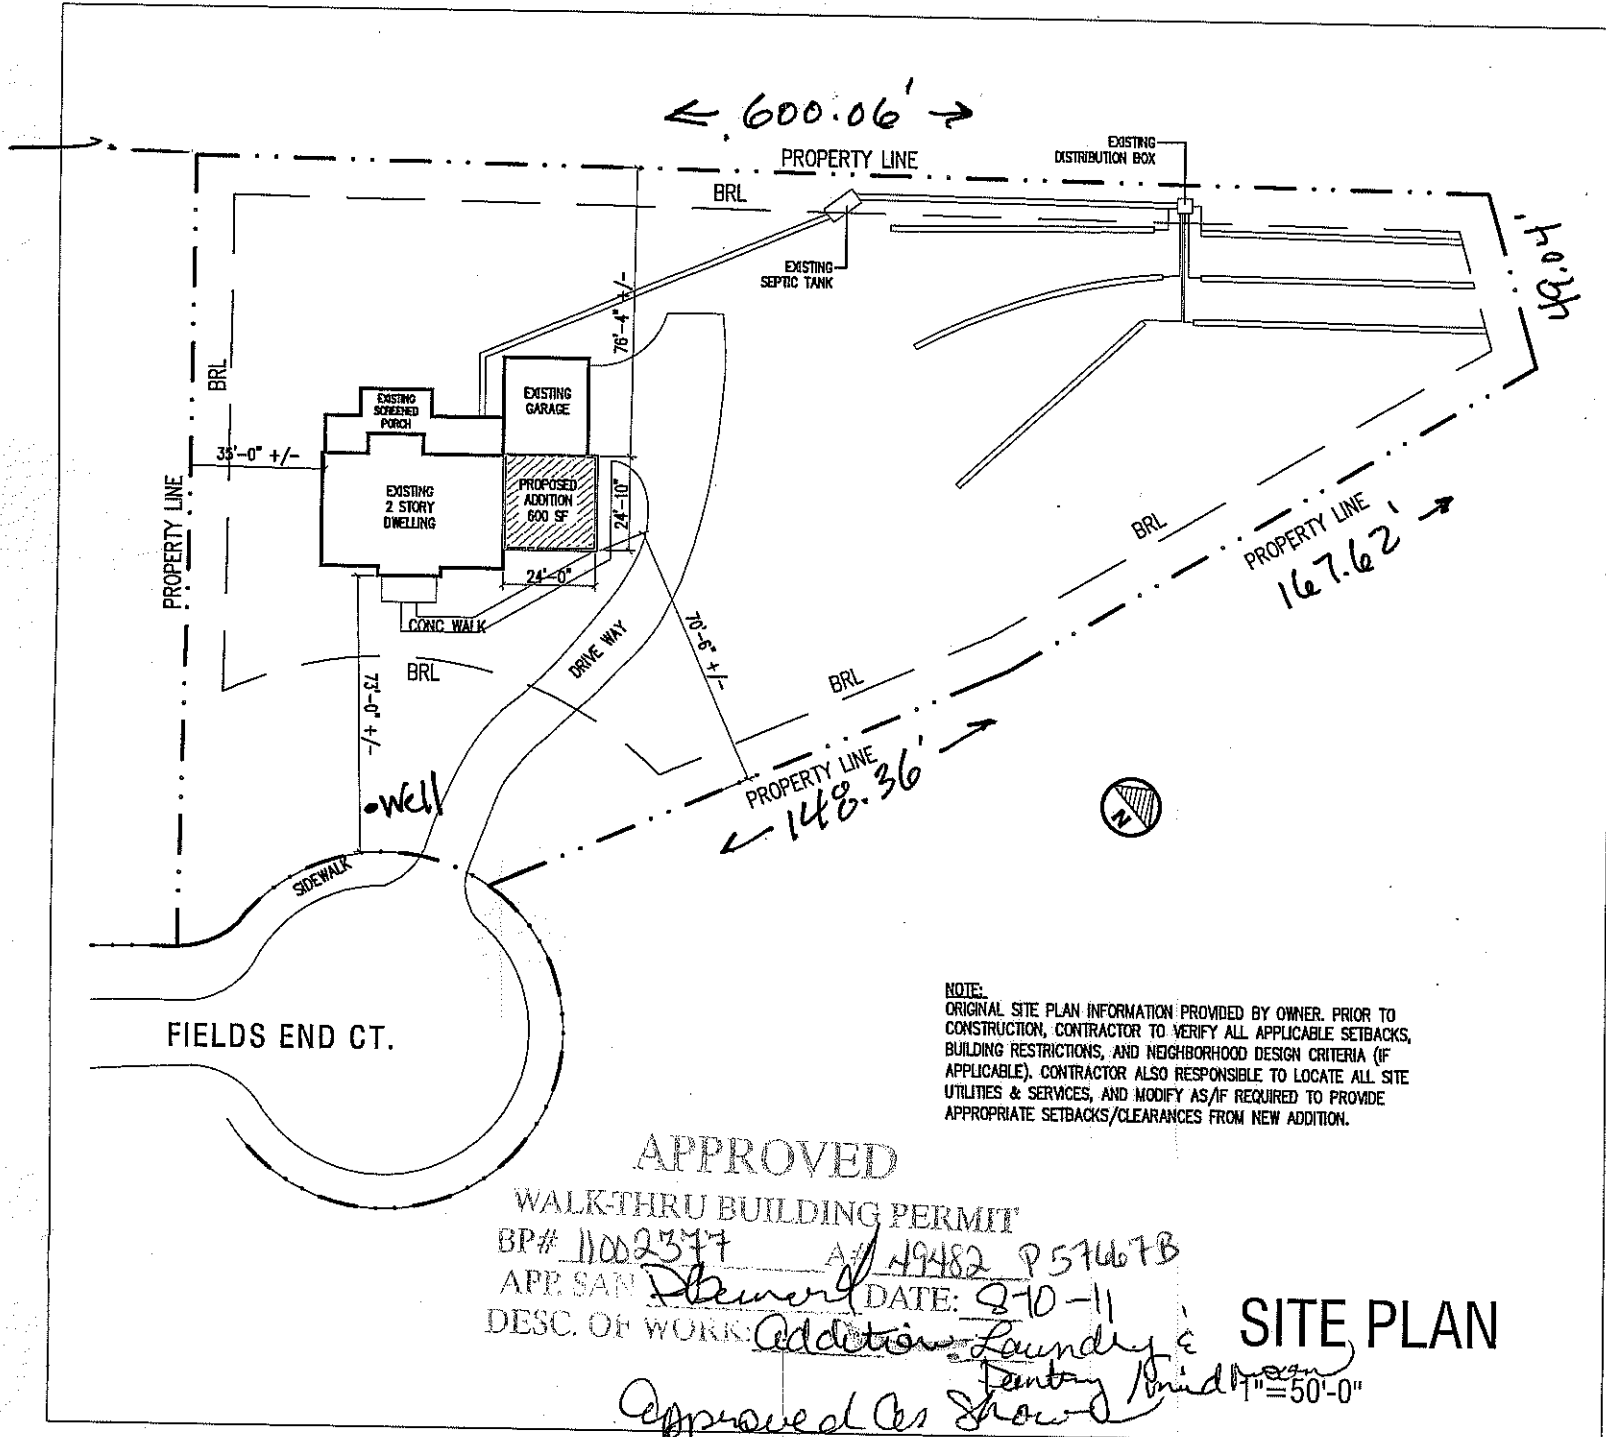 600.06'
PROPERTY LINE
EXISTING
DISTRIBUTION BOX
BRL
EXISTING
SEPTIC TANK
49.04'
76'-4" +/-
BRL
EXISTING
SCREENED
PORCH
EXISTING
GARAGE
35'-0" +/-
PROPERTY LINE
EXISTING
2 STORY
DWELLING
PROPOSED
ADDITION
600 SF
24'-10"
24'-0"
CONC. WALK
DRIVE WAY
70'-6" +/-
BRL
PROPERTY LINE
167.62'
BRL
BRL
73'-0" +/-
PROPERTY LINE
148.36'
Well
SIDEWALK
N
FIELDS END CT.
NOTE:
ORIGINAL SITE PLAN INFORMATION PROVIDED BY OWNER. PRIOR TO
CONSTRUCTION, CONTRACTOR TO VERIFY ALL APPLICABLE SETBACKS,
BUILDING RESTRICTIONS, AND NEIGHBORHOOD DESIGN CRITERIA (IF
APPLICABLE). CONTRACTOR ALSO RESPONSIBLE TO LOCATE ALL SITE
UTILITIES & SERVICES, AND MODIFY AS/IF REQUIRED TO PROVIDE
APPROPRIATE SETBACKS/CLEARANCES FROM NEW ADDITION.
APPROVED
WALK-THRU BUILDING PERMIT
BP# 11002377 A# 49482 P57667B
APP. SAN DATE: 8-10-11
DESC. OF WORK: Addition - Laundry &
Pantry / mud room
Approved As Shown
SITE PLAN
1"=50'-0"